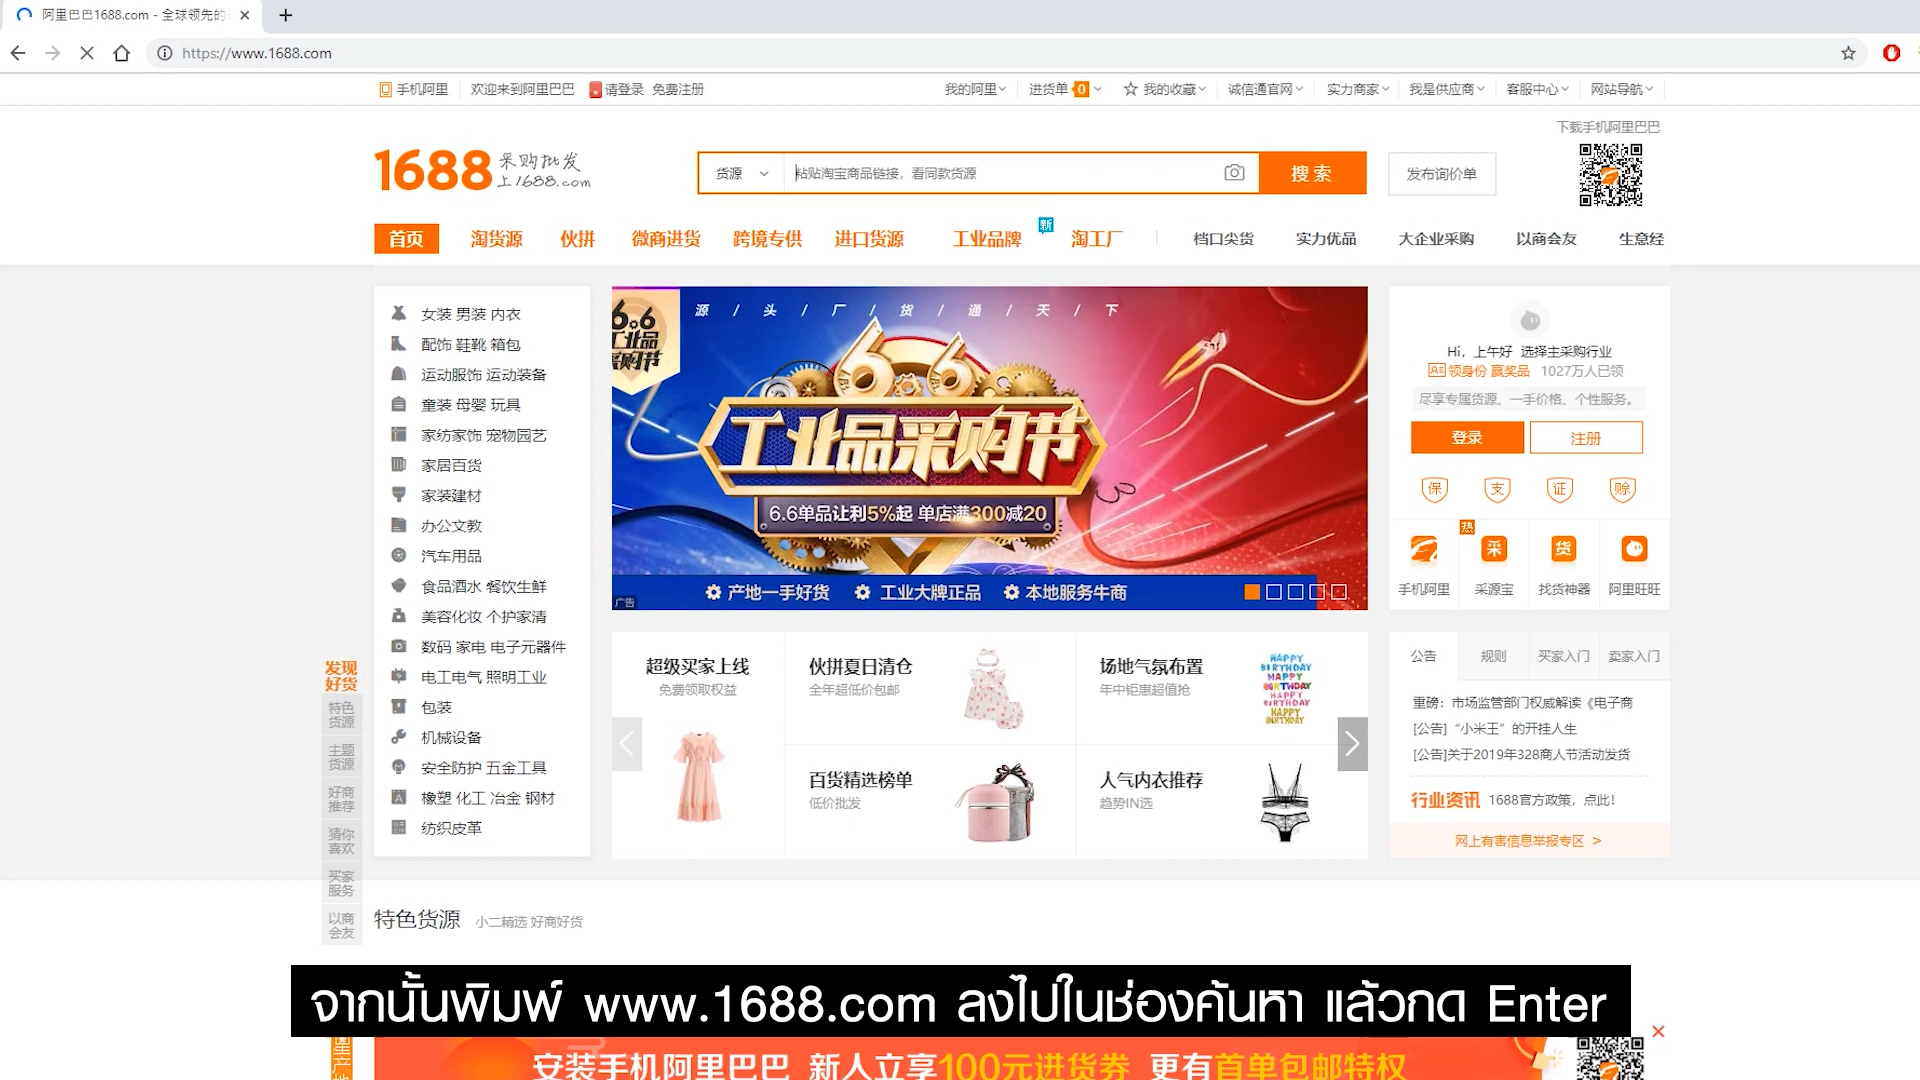 阿里巴巴1688.com - 全球领先的
https://www.1688.com
手机阿里 欢迎来到阿里巴巴 请登录 免费注册 我的阿里 进货单 0 我的收藏 诚信通官网 实力商家 我是供应商 客服中心 网站导航
下载手机阿里巴巴
1688 采购批发 上1688.com
货源 粘贴淘宝商品链接，看同款货源 搜索 发布询价单
首页 淘货源 伙拼 微商进货 跨境专供 进口货源 工业品牌 新 淘工厂 档口尖货 实力优品 大企业采购 以商会友 生意经
女装 男装 内衣
配饰 鞋靴 箱包
运动服饰 运动装备
童装 母婴 玩具
家纺家饰 宠物园艺
家居百货
家装建材
办公文教
汽车用品
食品酒水 餐饮生鲜
美容化妆 个护家清
数码 家电 电子元器件
电工电气 照明工业
包装
机械设备
安全防护 五金工具
橡塑 化工 冶金 钢材
纺织皮革
发现
好货
特色
货源
主题
货源
好商
推荐
猜你
喜欢
买家
服务
以商
会友
6.6
工业品
采购节
源 / 头 / 厂 / 货 / 通 / 天 / 下
6.6
工业品采购节
6.6单品让利5%起 单店满300减20
产地一手好货 工业大牌正品 本地服务牛商
广告
超级买家上线
免费领取权益
伙拼夏日清仓
全年超低价包邮
场地气氛布置
年中钜惠超值抢
HAPPY
BIRTHDAY
HAPPY
BIRTHDAY
HAPPY
BIRTHDAY
HAPPY
BIRTHDAY
百货精选榜单
低价批发
人气内衣推荐
趋势IN选
Hi，上午好 选择主采购行业
领身份 赢奖品 1027万人已领
尽享专属货源、一手价格、个性服务。
登录 注册
保 支 证 赊
热
采 货
手机阿里 采源宝 找货神器 阿里旺旺
公告 规则 买家入门 卖家入门
重磅：市场监管部门权威解读《电子商
[公告]“小米王”的开挂人生
[公告]关于2019年328商人节活动发货
行业资讯 1688官方政策，点此！
网上有害信息举报专区 >
特色货源 小二精选 好商好货
จากนั้นพิมพ์ www.1688.com ลงไปในช่องค้นหา แล้วกด Enter
安装手机阿里巴巴 新人立享100元进货券 更有首单包邮特权